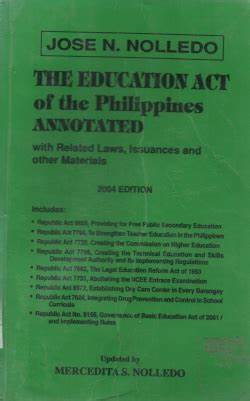 JOSE N. NOLLEDO
THE EDUCATION ACT
of the Philippines
ANNOTATED
with Related Laws, Issuances and
other Materials
2004 EDITION
Includes:
Republic Act 6655, Providing for Free Public Secondary Education
Republic Act 7784, To Strengthen Teacher Education in the Philippines
Republic Act 7722, Creating the Commission on Higher Education
Republic Act 7796, Creating the Technical Education and Skills
Development Authority and its Implementing Regulations
Republic Act 7662, The Legal Education Reform Act of 1993
Republic Act 7731, Abolishing the NCEE Entrance Examination
Republic Act 6972, Establishing Day Care Center in Every Barangay
Republic Act 7624, Integrating Drug Prevention and Control in School
Curricula
Republic Act No. 9155, Governance of Basic Education Act of 2001 /
and Implementing Rules
Updated by
MERCEDITA S. NOLLEDO